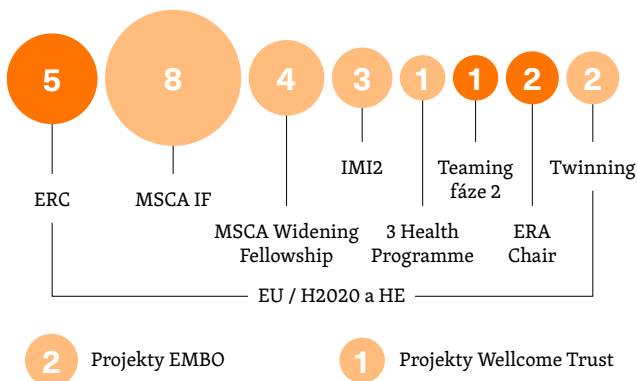 5 8 4 3 1 1 2 2
ERC
MSCA IF
MSCA Widening
Fellowship
IMI2
3 Health
Programme
Teaming
fáze 2
ERA
Chair
Twinning
EU / H2020 a HE
2 Projekty EMBO
1 Projekty Wellcome Trust